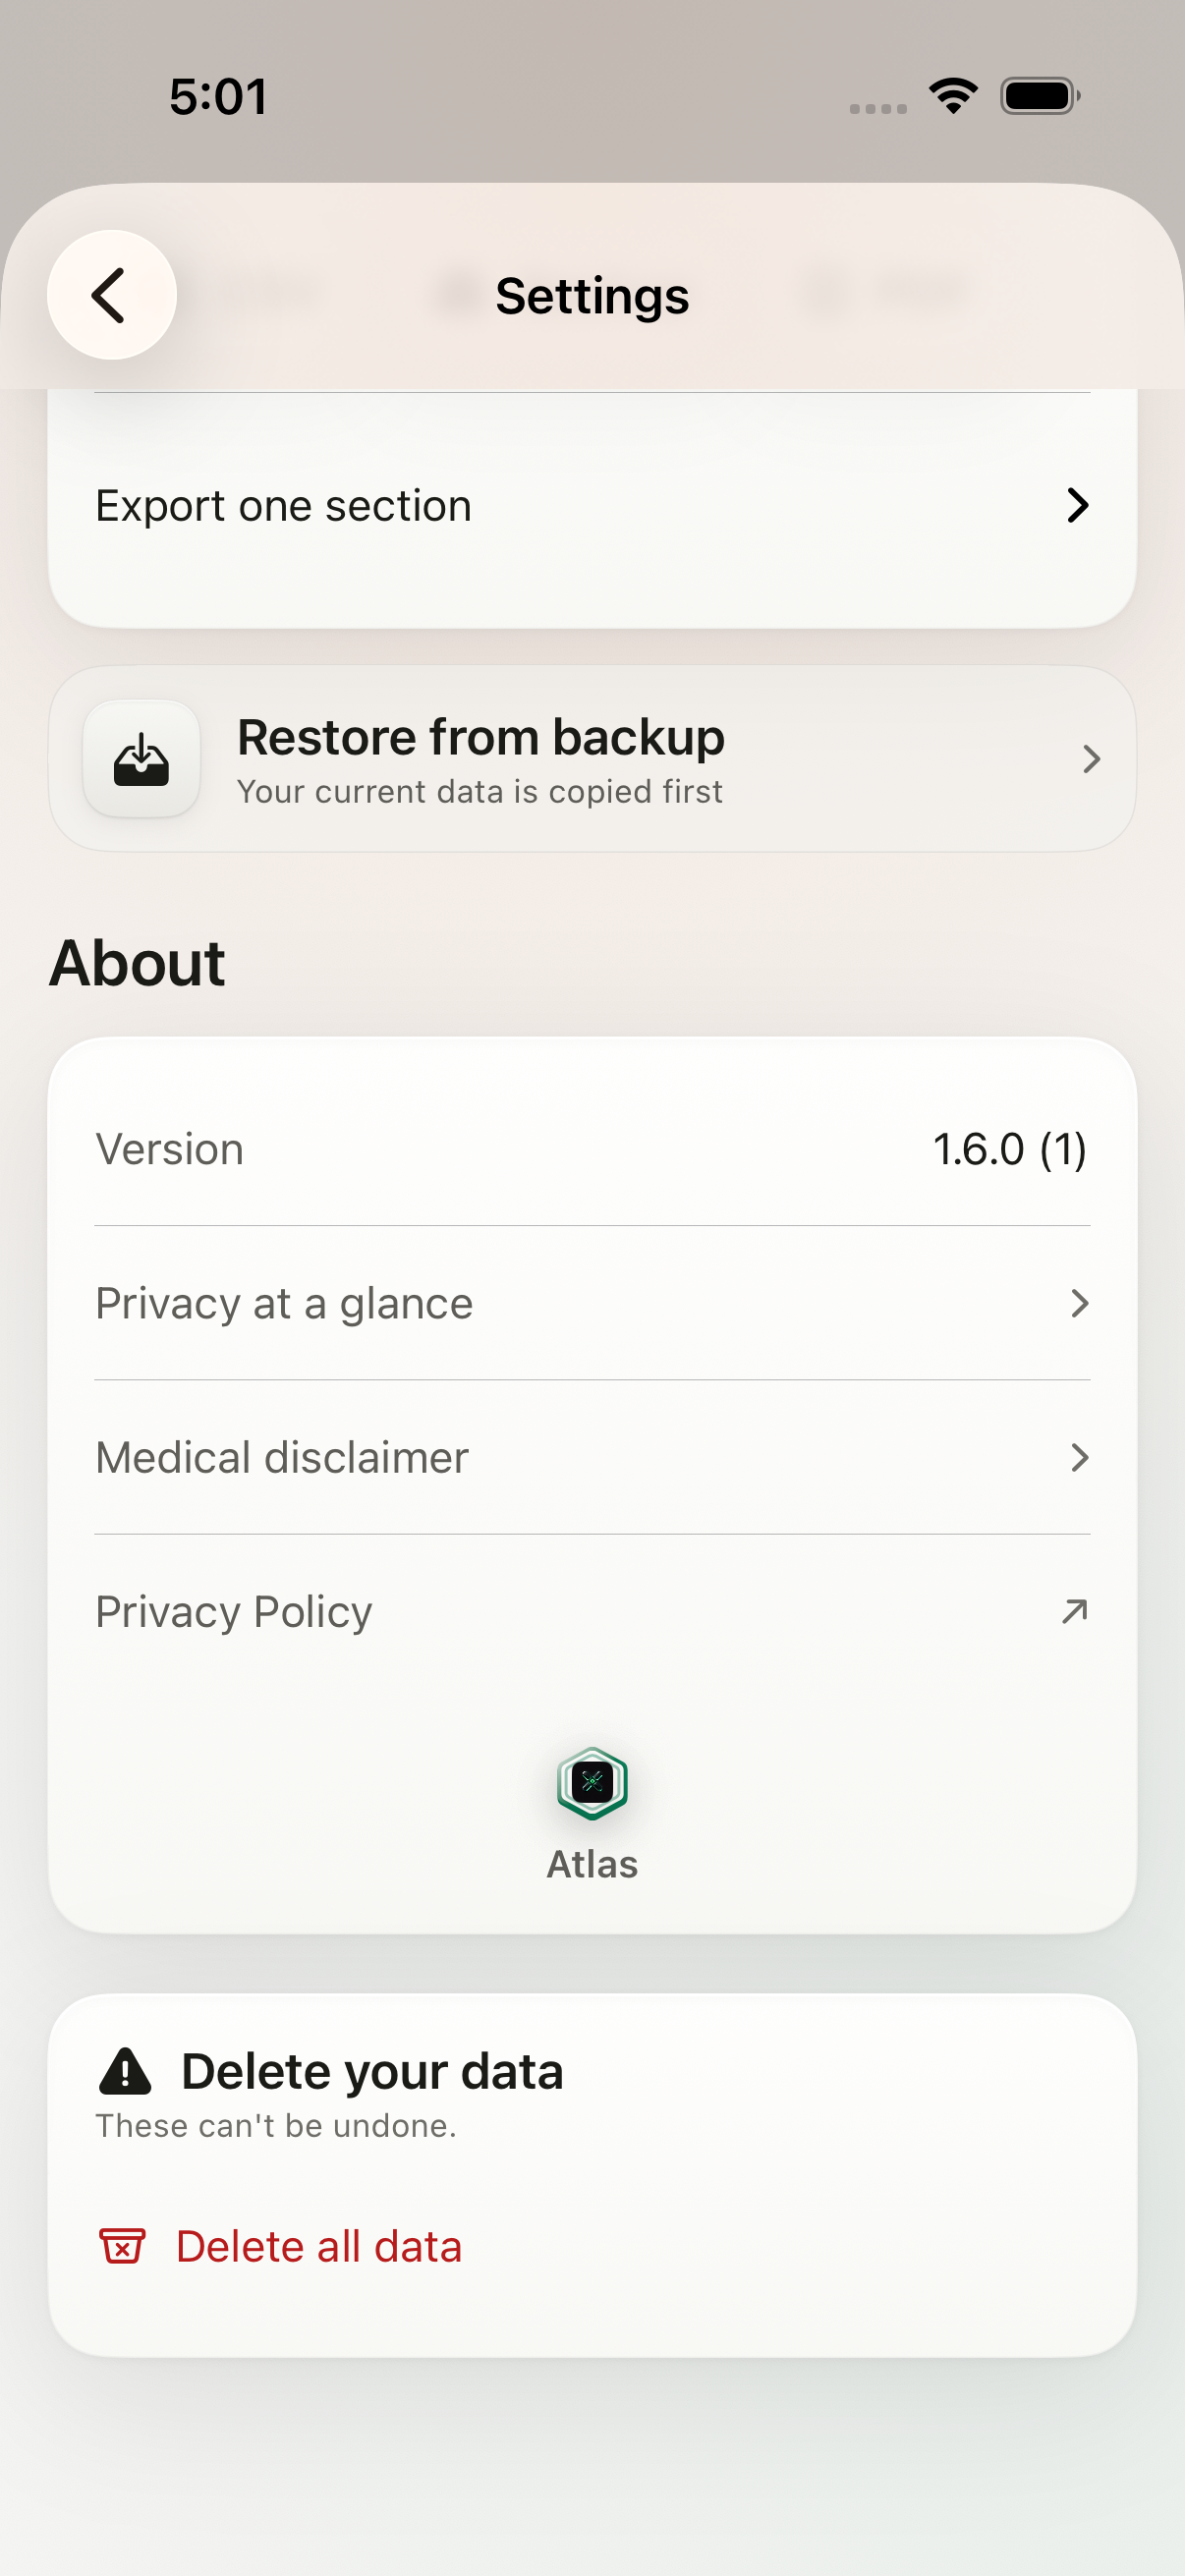 5:01
Settings
Export one section
Restore from backup
Your current data is copied first
About
Version 1.6.0 (1)
Privacy at a glance
Medical disclaimer
Privacy Policy
Atlas
Delete your data
These can't be undone.
Delete all data